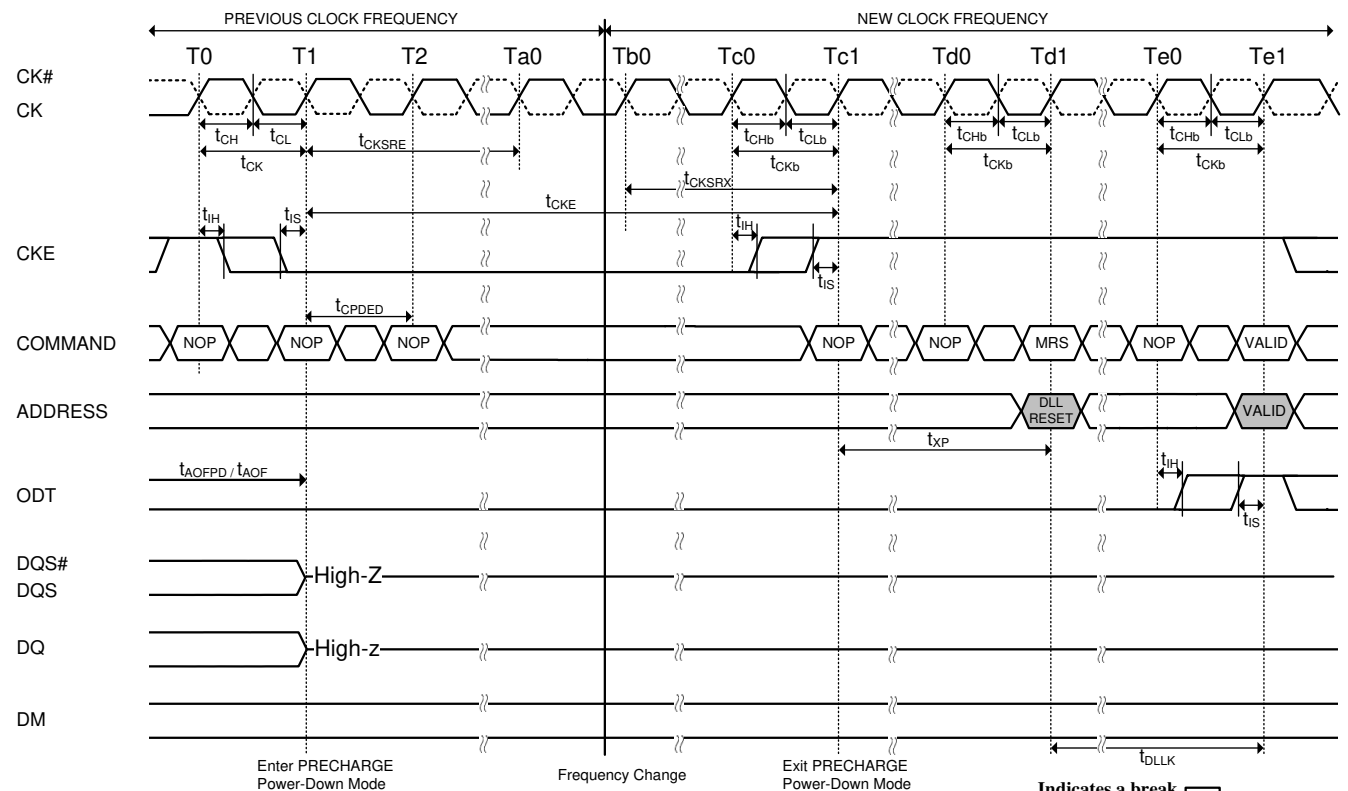 PREVIOUS CLOCK FREQUENCY NEW CLOCK FREQUENCY
T0 T1 T2 Ta0 Tb0 Tc0 Tc1 Td0 Td1 Te0 Te1
CK#
CK
tCH tCL tCKSRE tCHb tCLb tCHb tCLb tCHb tCLb
tCK tCKb tCKb tCKb
tCKSRX
tCKE
tIH tIS tIH
CKE
tIS
tCPDED
COMMAND NOP NOP NOP NOP NOP MRS NOP VALID
ADDRESS DLL RESET VALID
tXP
tAOFPD / tAOF tIH
ODT
tIS
DQS#
DQS
High-Z
DQ High-z
DM
tDLLK
Enter PRECHARGE
Power-Down Mode
Frequency Change
Exit PRECHARGE
Power-Down Mode
Indicates a break